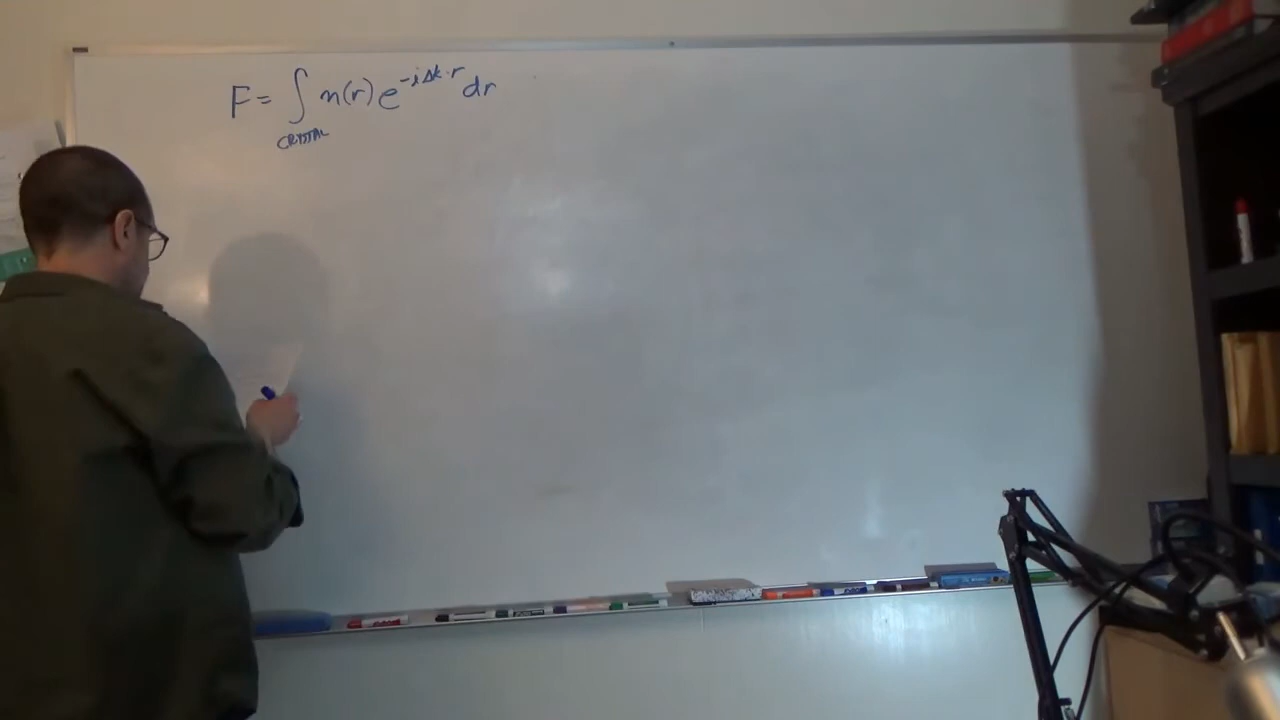 F = ∫ n(r) e^{-iΔk·r} dr
CRYSTAL